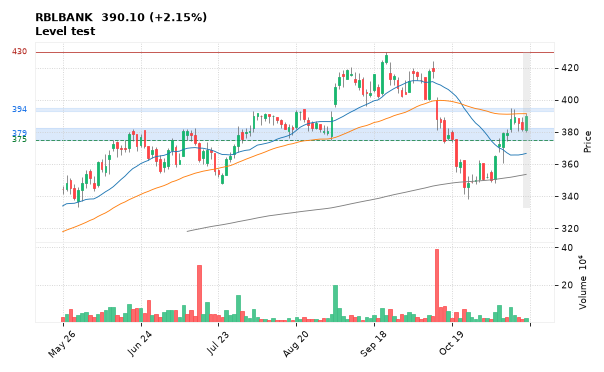 RBLBANK 390.10 (+2.15%)
Level test
430
394
379
375
420
400
380
360
340
320
Price
40
20
Volume 10⁴
May 26
Jun 24
Jul 23
Aug 20
Sep 18
Oct 19